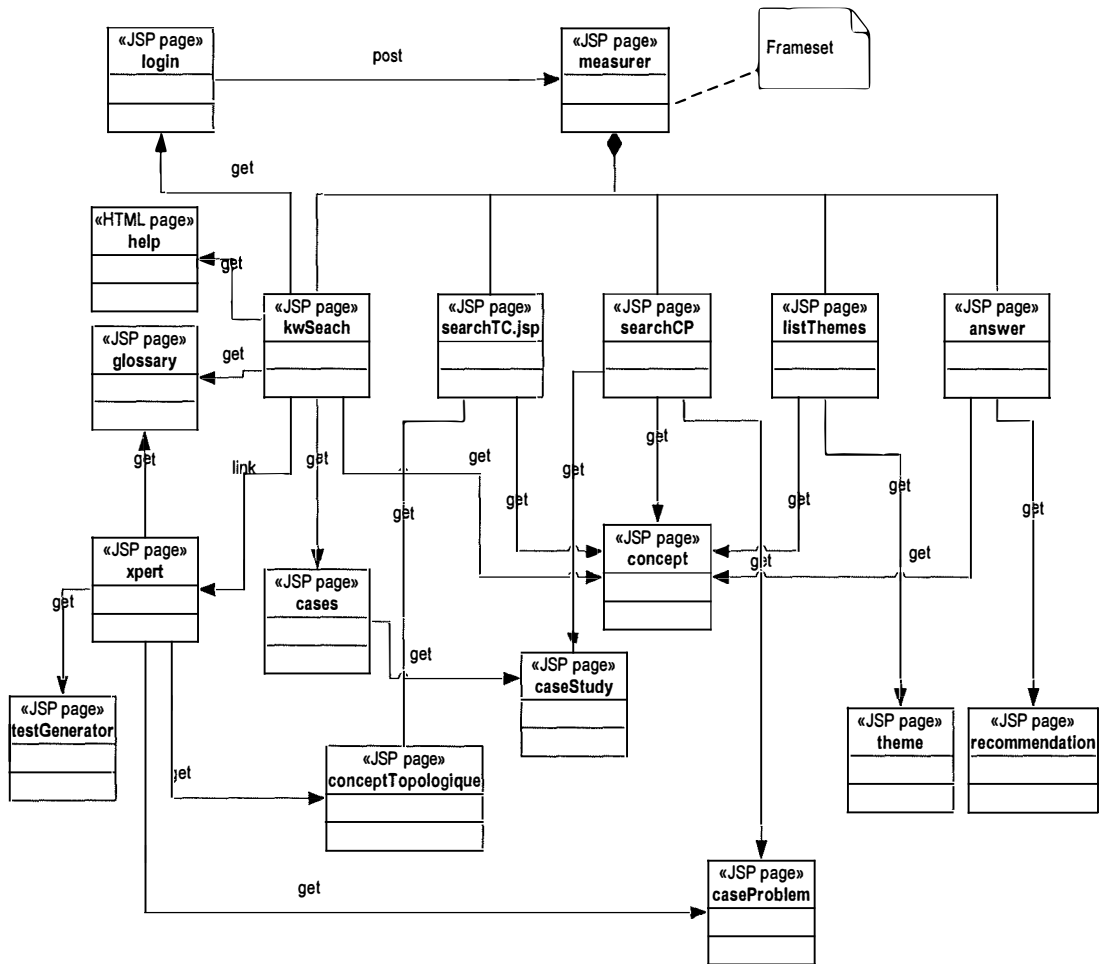 «JSP page»
login
post
«JSP page»
measurer
Frameset
get
«HTML page»
help
get
«JSP page»
kwSeach
«JSP page»
searchTC.jsp
«JSP page»
searchCP
«JSP page»
listThemes
«JSP page»
answer
«JSP page»
glossary
get
get
link
get
get
get
get
get
get
get
get
get
get
get
«JSP page»
xpert
get
«JSP page»
cases
«JSP page»
concept
get
«JSP page»
caseStudy
«JSP page»
testGenerator
get
«JSP page»
conceptTopologique
«JSP page»
theme
«JSP page»
recommendation
get
«JSP page»
caseProblem